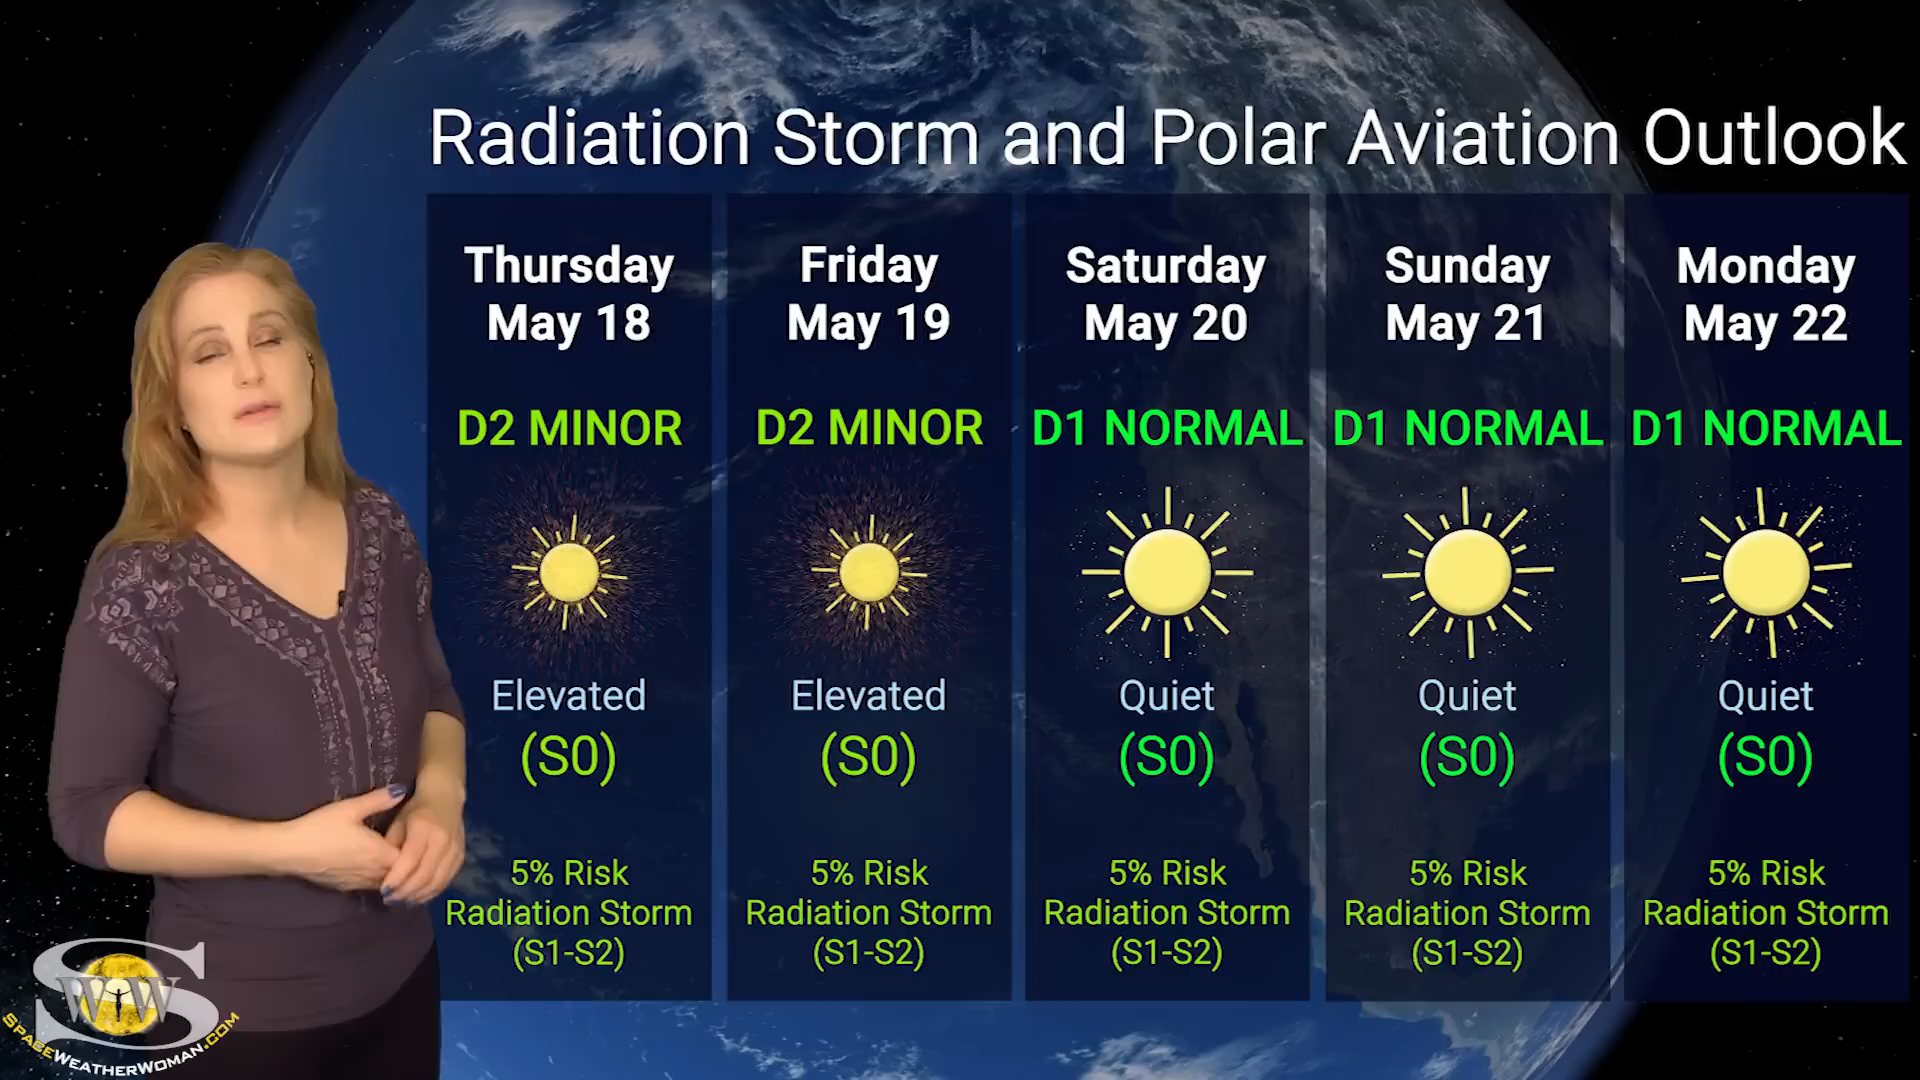 Radiation Storm and Polar Aviation Outlook
Thursday
May 18
D2 MINOR
Elevated
(S0)
5% Risk
Radiation Storm
(S1-S2)
Friday
May 19
D2 MINOR
Elevated
(S0)
5% Risk
Radiation Storm
(S1-S2)
Saturday
May 20
D1 NORMAL
Quiet
(S0)
5% Risk
Radiation Storm
(S1-S2)
Sunday
May 21
D1 NORMAL
Quiet
(S0)
5% Risk
Radiation Storm
(S1-S2)
Monday
May 22
D1 NORMAL
Quiet
(S0)
5% Risk
Radiation Storm
(S1-S2)
S
WW
SPACEWEATHERWOMAN.COM